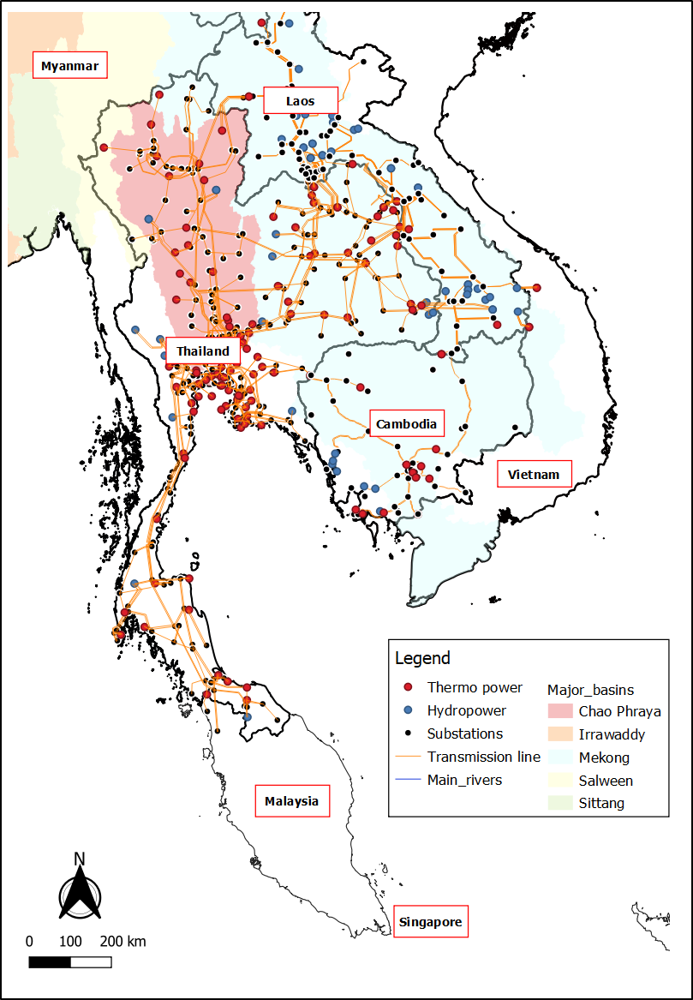 Myanmar
Laos
Thailand
Cambodia
Vietnam
Legend
Thermo power
Hydropower
Substations
Transmission line
Main_rivers
Major_basins
Chao Phraya
Irrawaddy
Mekong
Salween
Sittang
Malaysia
Singapore
N
0 100 200 km